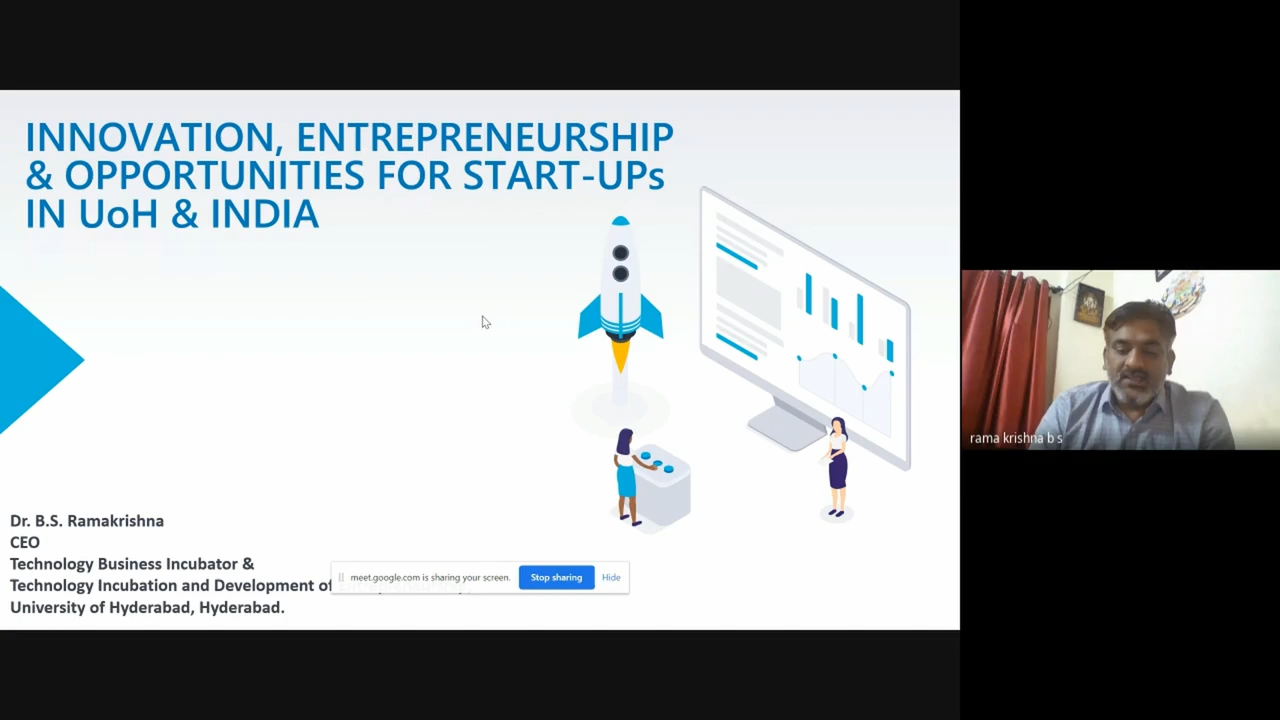 INNOVATION, ENTREPRENEURSHIP
& OPPORTUNITIES FOR START-UPs
IN UoH & INDIA
Dr. B.S. Ramakrishna
CEO
Technology Business Incubator &
Technology Incubation and Development of
University of Hyderabad, Hyderabad.
meet.google.com is sharing your screen.
Stop sharing
Hide
rama krishna b s